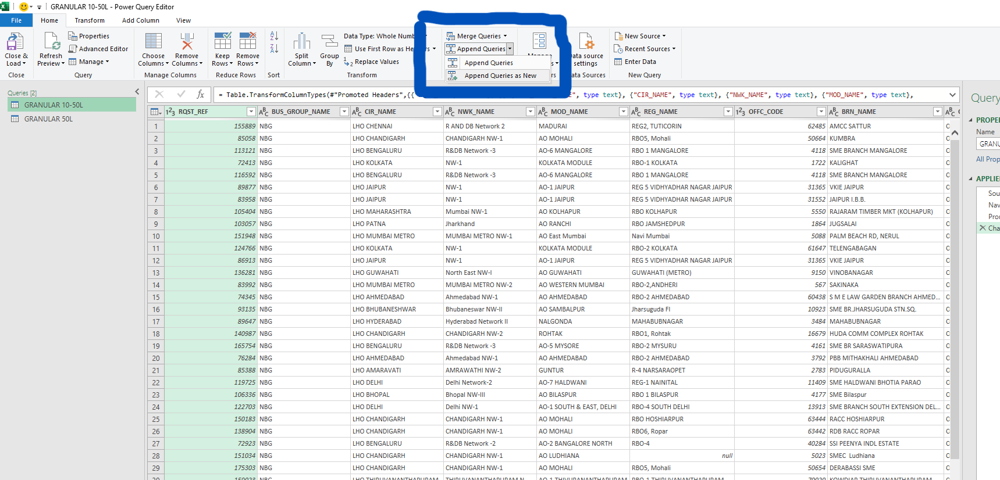 GRANULAR 10-50L - Power Query Editor
File Home Transform Add Column View
Close & Load
Close
Refresh Preview
Properties
Advanced Editor
Manage
Query
Choose Columns
Remove Columns
Manage Columns
Keep Rows
Remove Rows
Reduce Rows
Sort
Split Column
Group By
Data Type: Whole Numb
Use First Row as He
Replace Values
Transform
Merge Queries
Append Queries
Append Queries
Append Queries as New
Data source settings
Data Sources
New Source
Recent Sources
Enter Data
New Query
Queries [2]
GRANULAR 10-50L
GRANULAR 50L
= Table.TransformColumnTypes(#"Promoted Headers",{{ E", type text}, {"CIR_NAME", type text}, {"NWK_NAME", type text}, {"MOD_NAME", type text},
RQST_REF BUS_GROUP_NAME CIR_NAME NWK_NAME MOD_NAME REG_NAME OFFC_CODE BRN_NAME
1 155889 NBG LHO CHENNAI R AND DB Network 2 MADURAI REG2, TUTICORIN 62485 AMCC SATTUR
2 85058 NBG LHO CHANDIGARH CHANDIGARH NW-1 AO MOHALI RBO5, Mohali 50664 KUMBRA
3 113121 NBG LHO BENGALURU R&DB Network -3 AO-6 MANGALORE RBO 1 MANGALORE 4118 SME BRANCH MANGALORE
4 72413 NBG LHO KOLKATA NW-1 KOLKATA MODULE RBO-1 KOLKATA 1722 KALIGHAT
5 116592 NBG LHO BENGALURU R&DB Network -3 AO-6 MANGALORE RBO 1 MANGALORE 4118 SME BRANCH MANGALORE
6 89877 NBG LHO JAIPUR NW-1 AO-1 JAIPUR REG 5 VIDHYADHAR NAGAR JAIPUR 31365 VKIE JAIPUR
7 83958 NBG LHO JAIPUR NW-1 AO-1 JAIPUR REG 5 VIDHYADHAR NAGAR JAIPUR 31552 JAIPUR I.B.B.
8 105404 NBG LHO MAHARASHTRA Mumbai NW-1 AO KOLHAPUR RBO KOLHAPUR 5550 RAJARAM TIMBER MKT (KOLHAPUR)
9 103057 NBG LHO PATNA Jharkhand AO RANCHI RBO JAMSHEDPUR 1864 JUGSALAI
10 151948 NBG LHO MUMBAI METRO MUMBAI METRO NW-1 AO East Mumbai Navi Mumbai 5088 PALM BEACH RD, NERUL
11 124766 NBG LHO KOLKATA NW-1 KOLKATA MODULE RBO-2 KOLKATA 61647 TELENGABAGAN
12 86913 NBG LHO JAIPUR NW-1 AO-1 JAIPUR REG 5 VIDHYADHAR NAGAR JAIPUR 31365 VKIE JAIPUR
13 136281 NBG LHO GUWAHATI North East NW-I AO GUWAHATI GUWAHATI (METRO) 9150 VINOBANAGAR
14 83992 NBG LHO MUMBAI METRO MUMBAI METRO NW-2 AO WESTERN MUMBAI RBO-2,ANDHERI 567 SAKINAKA
15 74345 NBG LHO AHMEDABAD Ahmedabad NW-1 AO AHMEDABAD RBO-2 AHMEDABAD 60438 S M E LAW GARDEN BRANCH AHMED...
16 93135 NBG LHO BHUBANESHWAR Bhubaneswar NW-II AO SAMBALPUR Jharsuguda FI 10923 SME BR.JHARSUGUDA STN.SQ.
17 89647 NBG LHO HYDERABAD Hyderabad Network II NALGONDA MAHABUBNAGAR 3484 MAHABUBNAGAR
18 140987 NBG LHO CHANDIGARH CHANDIGARH NW-2 ROHTAK RBO1, Rohtak 16679 HUDA COMM COMPLEX ROHTAK
19 165754 NBG LHO BENGALURU R&DB Network -3 AO-5 MYSORE RBO-2 MYSURU 4161 SME BR SARASWATIPURA
20 76284 NBG LHO AHMEDABAD Ahmedabad NW-1 AO AHMEDABAD RBO-2 AHMEDABAD 3792 PBB MITHAKHALI AHMEDABAD
21 85388 NBG LHO AMARAVATI AMRAWATHI NW-2 GUNTUR R-4 NARSARAOPET 2783 PIDUGURALLA
22 119725 NBG LHO DELHI Delhi Network-2 AO-7 HALDWANI REG-1 NAINITAL 11409 SME HALDWANI BHOTIA PARAO
23 106336 NBG LHO BHOPAL Bhopal NW-III AO BILASPUR RBO 1 BILASPUR 4177 SME Bilaspur
24 122703 NBG LHO DELHI Delhi NW-1 AO-1 SOUTH & EAST, DELHI RBO-4 SOUTH DELHI 13913 SME BRANCH SOUTH EXTENSION DEL...
25 150183 NBG LHO CHANDIGARH CHANDIGARH NW-1 AO MOHALI RBO HOSHIARPUR 63444 RACC HOSHIARPUR
26 138904 NBG LHO CHANDIGARH CHANDIGARH NW-1 AO MOHALI RBO6, Ropar 63442 RDB RACC ROPAR
27 72923 NBG LHO BENGALURU R&DB Network -2 AO-2 BANGALORE NORTH RBO-4 40284 SSI PEENYA INDL ESTATE
28 151034 NBG LHO CHANDIGARH CHANDIGARH NW-1 AO LUDHIANA null 5023 SMEC Ludhiana
29 175303 NBG LHO CHANDIGARH CHANDIGARH NW-1 AO MOHALI RBO5, Mohali 50654 DERABASSI SME
Query
PROPE
Name
GRANU
All Prop
APPLIE
Sou
Nav
Pro
Cha